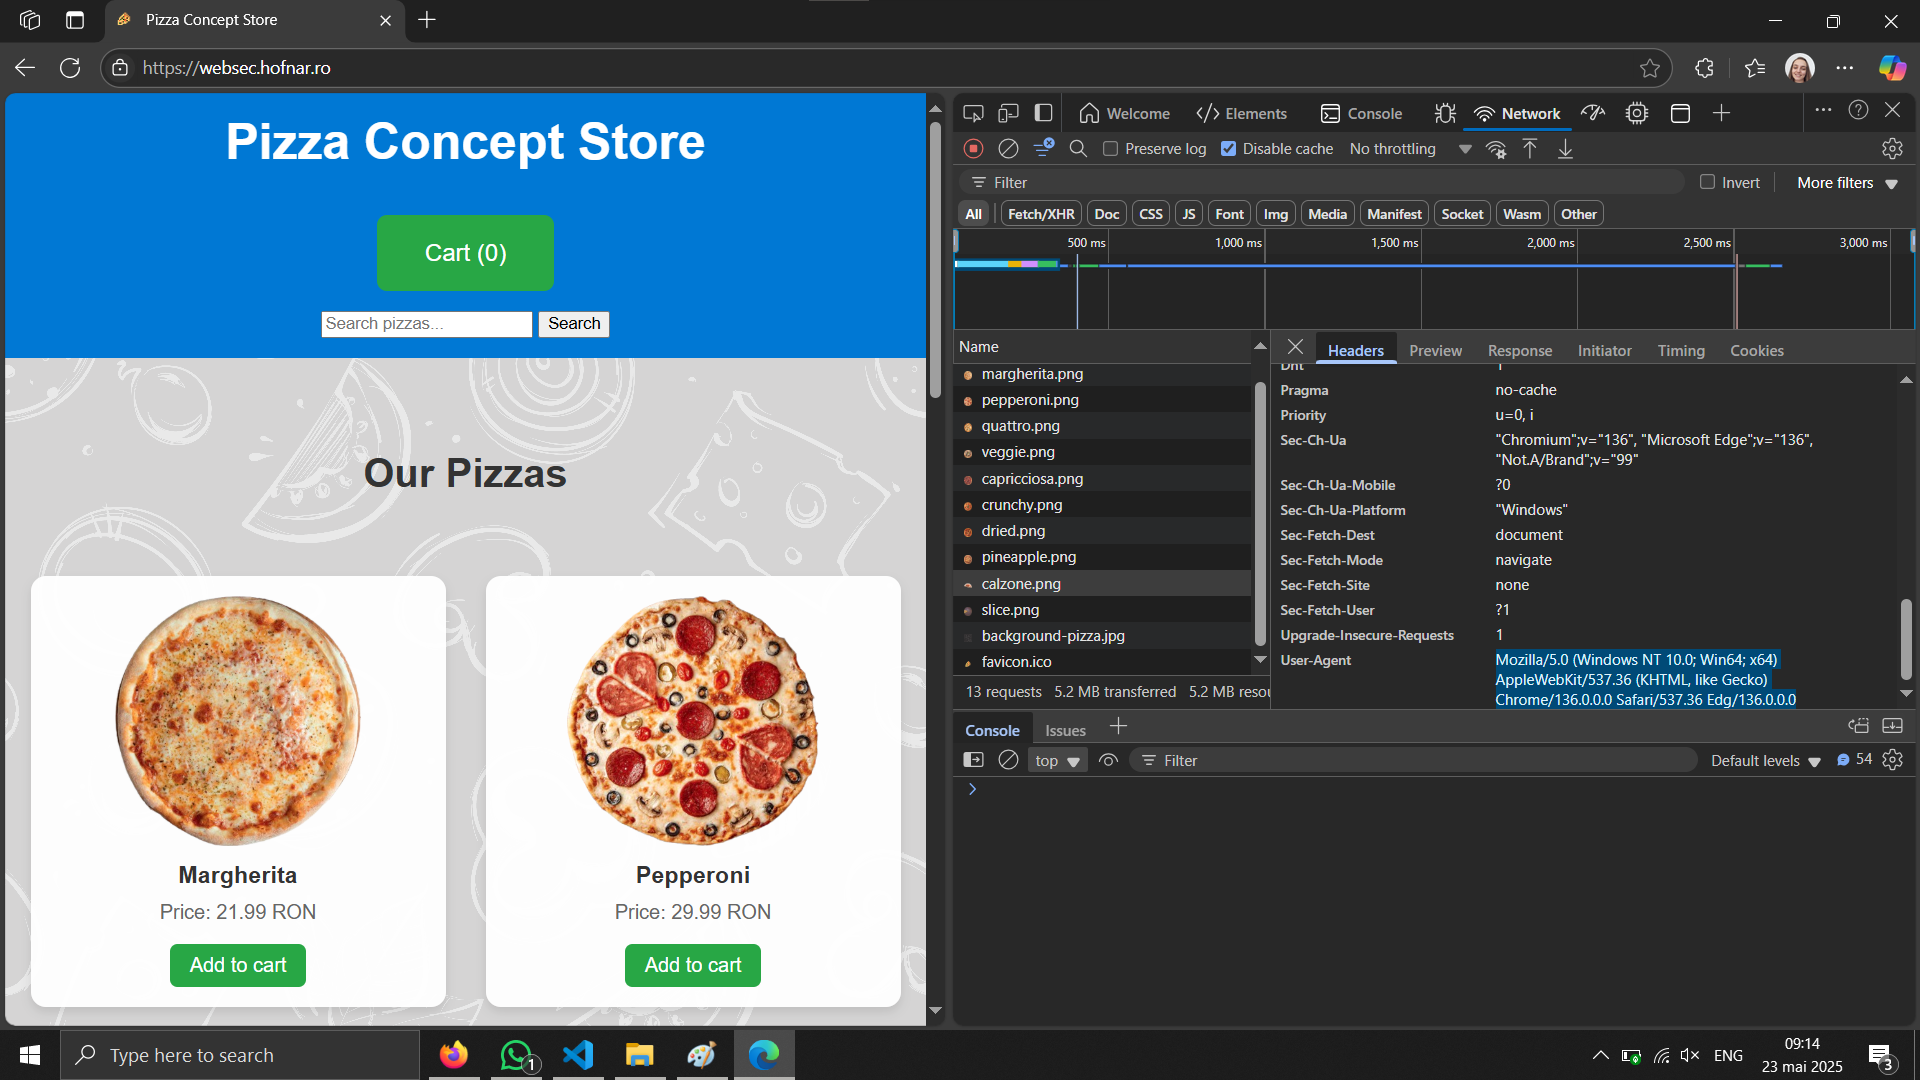 Pizza Concept Store
https://websec.hofnar.ro
Pizza Concept Store
Cart (0)
Search pizzas...
Search
Our Pizzas
Margherita
Price: 21.99 RON
Add to cart
Pepperoni
Price: 29.99 RON
Add to cart
Welcome
Elements
Console
Network
Preserve log
Disable cache
No throttling
Filter
Invert
More filters
All
Fetch/XHR
Doc
CSS
JS
Font
Img
Media
Manifest
Socket
Wasm
Other
500 ms
1,000 ms
1,500 ms
2,000 ms
2,500 ms
3,000 ms
Name
margherita.png
pepperoni.png
quattro.png
veggie.png
capricciosa.png
crunchy.png
dried.png
pineapple.png
calzone.png
slice.png
background-pizza.jpg
favicon.ico
13 requests
5.2 MB transferred
5.2 MB resou
Headers
Preview
Response
Initiator
Timing
Cookies
Dnt 1
Pragma no-cache
Priority u=0, i
Sec-Ch-Ua "Chromium";v="136", "Microsoft Edge";v="136",
"Not.A/Brand";v="99"
Sec-Ch-Ua-Mobile ?0
Sec-Ch-Ua-Platform "Windows"
Sec-Fetch-Dest document
Sec-Fetch-Mode navigate
Sec-Fetch-Site none
Sec-Fetch-User ?1
Upgrade-Insecure-Requests 1
User-Agent Mozilla/5.0 (Windows NT 10.0; Win64; x64)
AppleWebKit/537.36 (KHTML, like Gecko)
Chrome/136.0.0.0 Safari/537.36 Edg/136.0.0.0
Console
Issues
top
Filter
Default levels
54
Type here to search
1
ENG
09:14
23 mai 2025
3